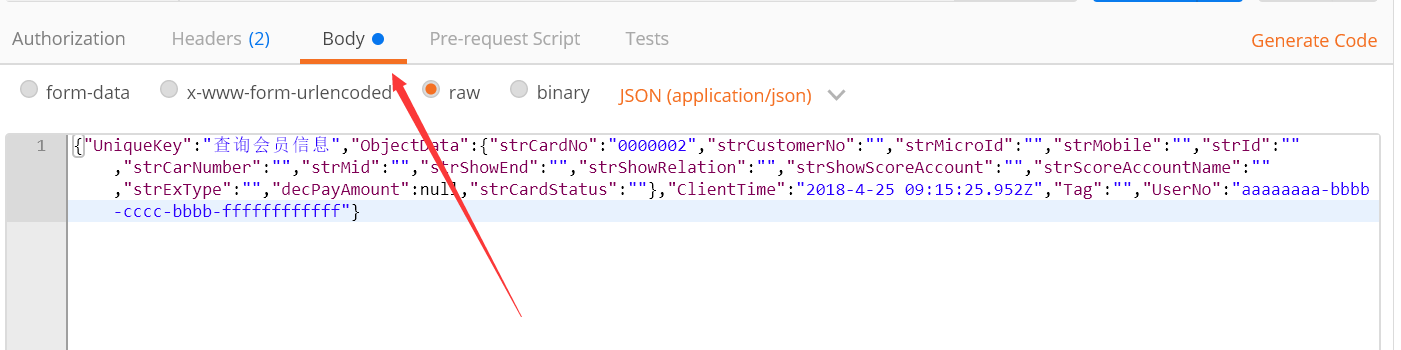 Authorization Headers (2) Body Pre-request Script Tests Generate Code
form-data x-www-form-urlencoded raw binary JSON (application/json)
1 {"UniqueKey":"查询会员信息","ObjectData":{"strCardNo":"0000002","strCustomerNo":"","strMicroId":"","strMobile":"","strId":""
,"strCarNumber":"","strMid":"","strShowEnd":"","strShowRelation":"","strShowScoreAccount":"","strScoreAccountName":""
,"strExType":"","decPayAmount":null,"strCardStatus":""},"ClientTime":"2018-4-25 09:15:25.952Z","Tag":"","UserNo":"aaaaaaaa-bbbb
-cccc-bbbb-ffffffffffff"}